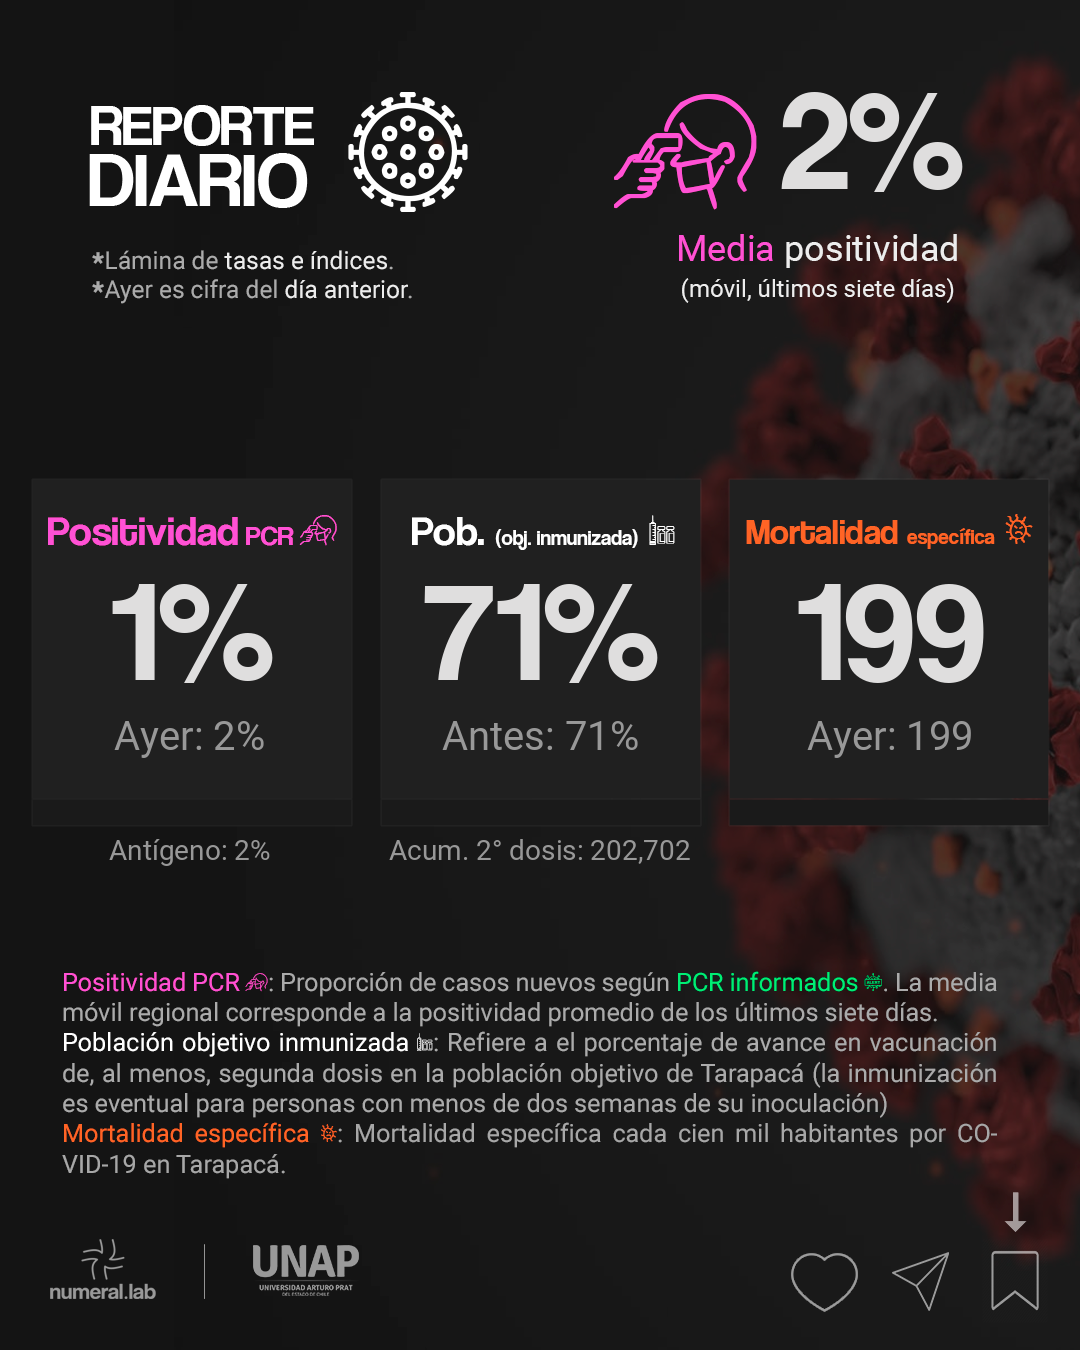 REPORTE
DIARIO
*Lámina de tasas e índices.
*Ayer es cifra del día anterior.
2%
Media positividad
(móvil, últimos siete días)
Positividad PCR
1%
Ayer: 2%
Antígeno: 2%
Pob. (obj. inmunizada)
71%
Antes: 71%
Acum. 2° dosis: 202,702
Mortalidad específica
199
Ayer: 199
Positividad PCR: Proporción de casos nuevos según PCR informados. La media
móvil regional corresponde a la positividad promedio de los últimos siete días.
Población objetivo inmunizada: Refiere a el porcentaje de avance en vacunación
de, al menos, segunda dosis en la población objetivo de Tarapacá (la inmunización
es eventual para personas con menos de dos semanas de su inoculación)
Mortalidad específica: Mortalidad específica cada cien mil habitantes por CO-
VID-19 en Tarapacá.
numeral.lab
UNAP
UNIVERSIDAD ARTURO PRAT
DEL ESTADO DE CHILE